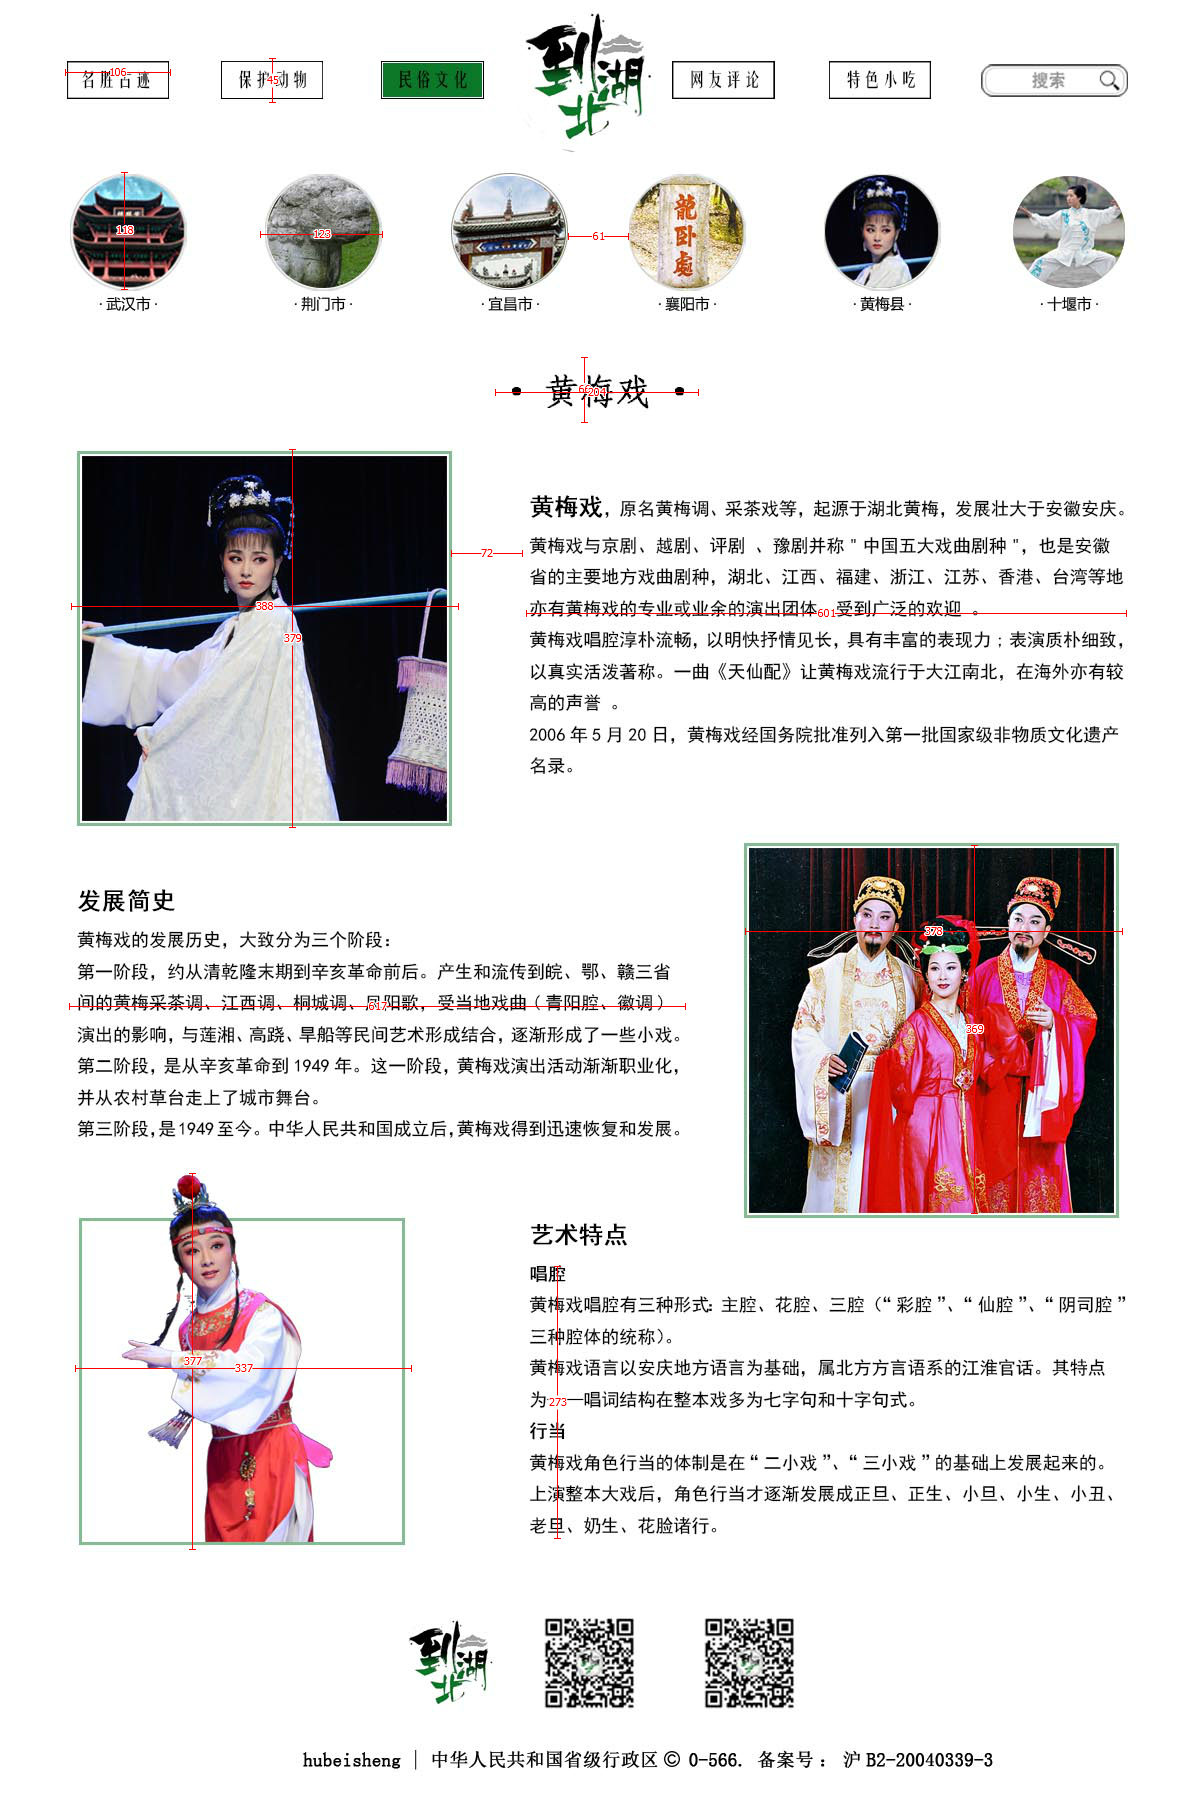 名胜古迹
106
保护动物
45
民俗文化
到湖北
网友评论
特色小吃
搜索
118
123
61
龍卧處
·武汉市·
·荆门市·
·宜昌市·
·襄阳市·
·黄梅县·
·十堰市·
• 黄梅戏 •
204
黄梅戏，原名黄梅调、采茶戏等，起源于湖北黄梅，发展壮大于安徽安庆。
黄梅戏与京剧、越剧、评剧 、豫剧并称＂中国五大戏曲剧种＂，也是安徽
省的主要地方戏曲剧种，湖北、江西、福建、浙江、江苏、香港、台湾等地
亦有黄梅戏的专业或业余的演出团体，受到广泛的欢迎 。
黄梅戏唱腔淳朴流畅，以明快抒情见长，具有丰富的表现力；表演质朴细致，
以真实活泼著称。一曲《天仙配》让黄梅戏流行于大江南北，在海外亦有较
高的声誉 。
2006 年 5 月 20 日，黄梅戏经国务院批准列入第一批国家级非物质文化遗产
名录。
72
388
379
601
发展简史
黄梅戏的发展历史，大致分为三个阶段：
第一阶段，约从清乾隆末期到辛亥革命前后。产生和流传到皖、鄂、赣三省
间的黄梅采茶调、江西调、桐城调、凤阳歌，受当地戏曲（青阳腔、徽调）
演出的影响，与莲湘、高跷、旱船等民间艺术形成结合，逐渐形成了一些小戏。
第二阶段，是从辛亥革命到 1949 年。这一阶段，黄梅戏演出活动渐渐职业化，
并从农村草台走上了城市舞台。
第三阶段，是1949 至今。中华人民共和国成立后，黄梅戏得到迅速恢复和发展。
617
378
369
艺术特点
唱腔
黄梅戏唱腔有三种形式：主腔、花腔、三腔（“彩腔”、“仙腔”、“阴司腔”
三种腔体的统称）。
黄梅戏语言以安庆地方语言为基础，属北方方言语系的江淮官话。其特点
为 一唱词结构在整本戏多为七字句和十字句式。
行当
黄梅戏角色行当的体制是在“二小戏”、“三小戏”的基础上发展起来的。
上演整本大戏后，角色行当才逐渐发展成正旦、正生、小旦、小生、小丑、
老旦、奶生、花脸诸行。
377
337
273
到湖北
hubeisheng | 中华人民共和国省级行政区© 0-566. 备案号： 沪B2-20040339-3